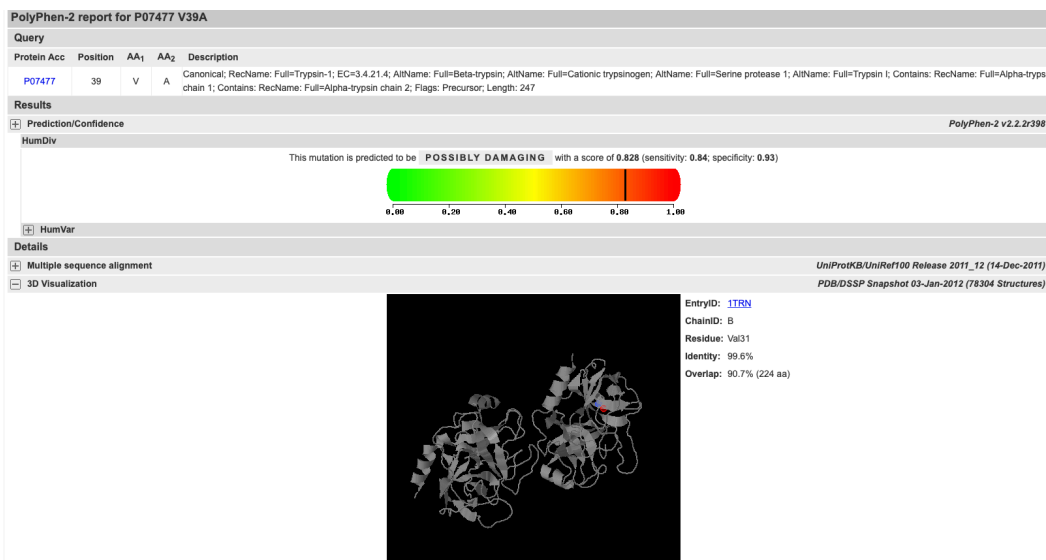 PolyPhen-2 report for P07477 V39A
Query
Protein Acc Position AA1 AA2 Description
P07477 39 V A Canonical; RecName: Full=Trypsin-1; EC=3.4.21.4; AltName: Full=Beta-trypsin; AltName: Full=Cationic trypsinogen; AltName: Full=Serine protease 1; AltName: Full=Trypsin I; Contains: RecName: Full=Alpha-tryps
chain 1; Contains: RecName: Full=Alpha-trypsin chain 2; Flags: Precursor; Length: 247
Results
+ Prediction/Confidence PolyPhen-2 v2.2.2r398
HumDiv
This mutation is predicted to be POSSIBLY DAMAGING with a score of 0.828 (sensitivity: 0.84; specificity: 0.93)
0.00 0.20 0.40 0.60 0.80 1.00
+ HumVar
Details
+ Multiple sequence alignment UniProtKB/UniRef100 Release 2011_12 (14-Dec-2011)
− 3D Visualization PDB/DSSP Snapshot 03-Jan-2012 (78304 Structures)
EntryID: 1TRN
ChainID: B
Residue: Val31
Identity: 99.6%
Overlap: 90.7% (224 aa)